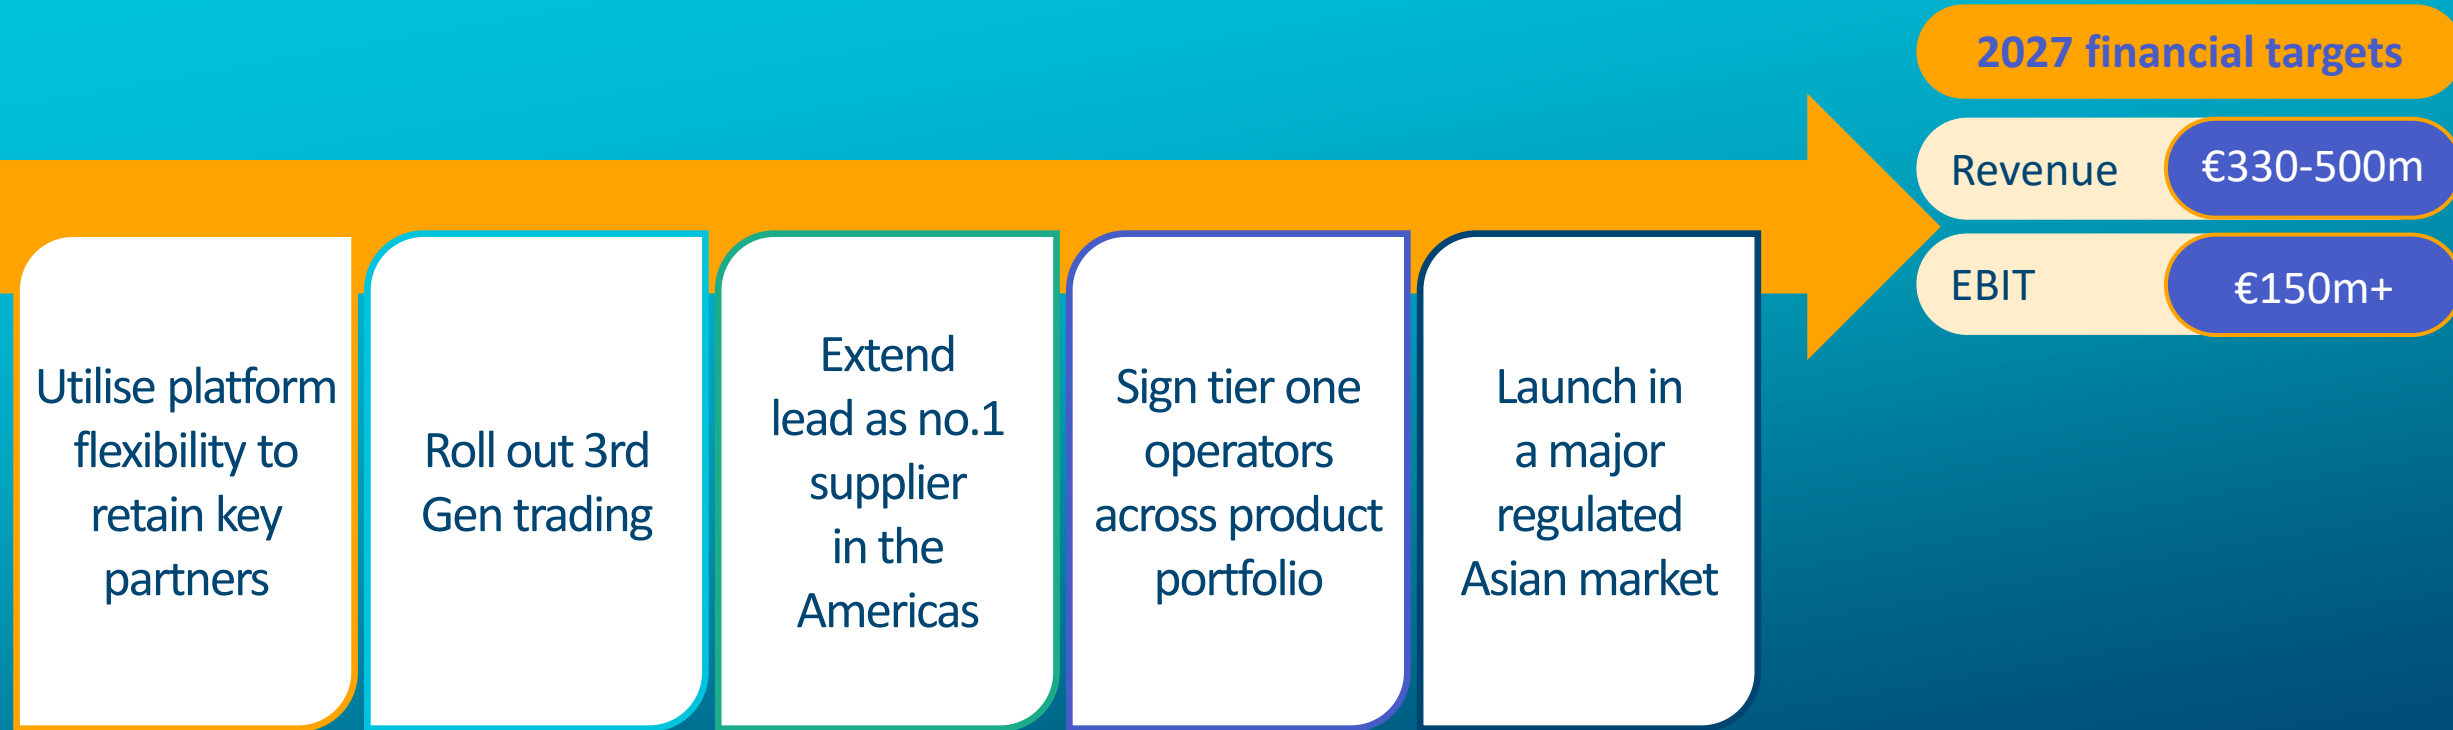 2027 financial targets
Revenue €330-500m
EBIT €150m+
Utilise platform
flexibility to
retain key
partners
Roll out 3rd
Gen trading
Extend
lead as no.1
supplier
in the
Americas
Sign tier one
operators
across product
portfolio
Launch in
a major
regulated
Asian market